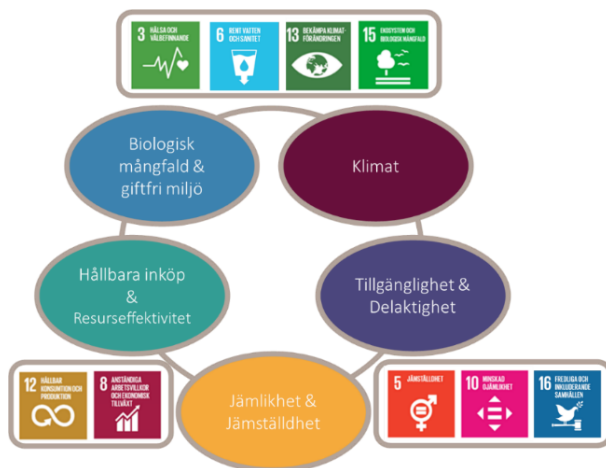 3 HÄLSA OCH
VÄLBEFINNANDE
6 RENT VATTEN
OCH SANITET
13 BEKÄMPA KLIMAT-
FÖRÄNDRINGEN
15 EKOSYSTEM OCH
BIOLOGISK MÅNGFALD
Biologisk
mångfald &
giftfri miljö
Klimat
Hållbara inköp
&
Resurseffektivitet
Tillgänglighet &
Delaktighet
12 HÅLLBAR
KONSUMTION OCH
PRODUKTION
8 ANSTÄNDIGA
ARBETSVILLKOR
OCH EKONOMISK
TILLVÄXT
Jämlikhet &
Jämställdhet
5 JÄMSTÄLLDHET
10 MINSKAD
OJÄMLIKHET
16 FREDLIGA OCH
INKLUDERANDE
SAMHÄLLEN